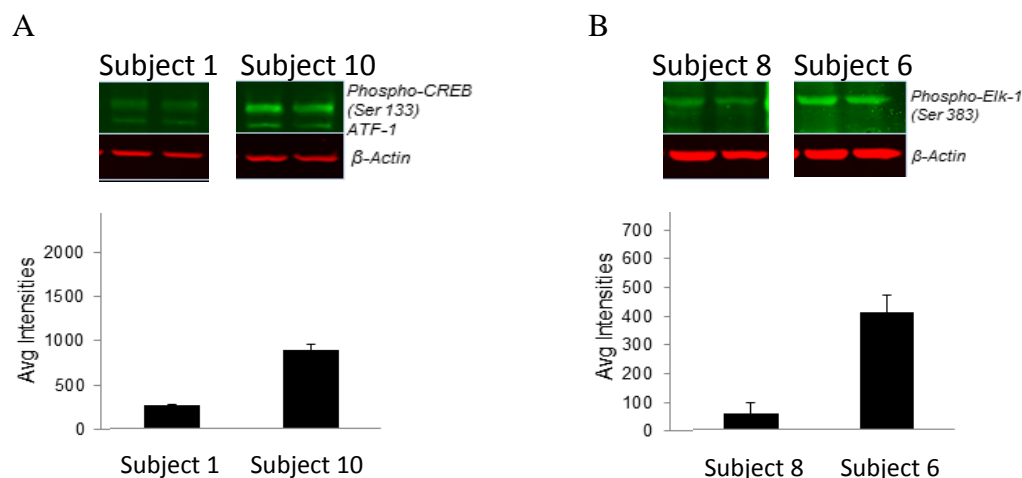 A
Subject 1 Subject 10
Phospho-CREB
(Ser 133)
ATF-1
β-Actin
Avg Intensities
2000
1500
1000
500
0
Subject 1 Subject 10
B
Subject 8 Subject 6
Phospho-Elk-1
(Ser 383)
β-Actin
Avg Intensities
700
600
500
400
300
200
100
0
Subject 8 Subject 6